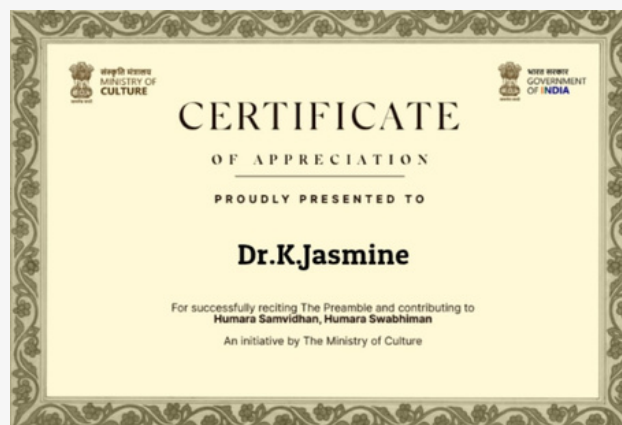 संस्कृति मंत्रालय
MINISTRY OF
CULTURE
भारत सरकार
GOVERNMENT
OF INDIA
CERTIFICATE
OF APPRECIATION
PROUDLY PRESENTED TO
Dr.K.Jasmine
For successfully reciting The Preamble and contributing to
Humara Samvidhan, Humara Swabhiman
An initiative by The Ministry of Culture